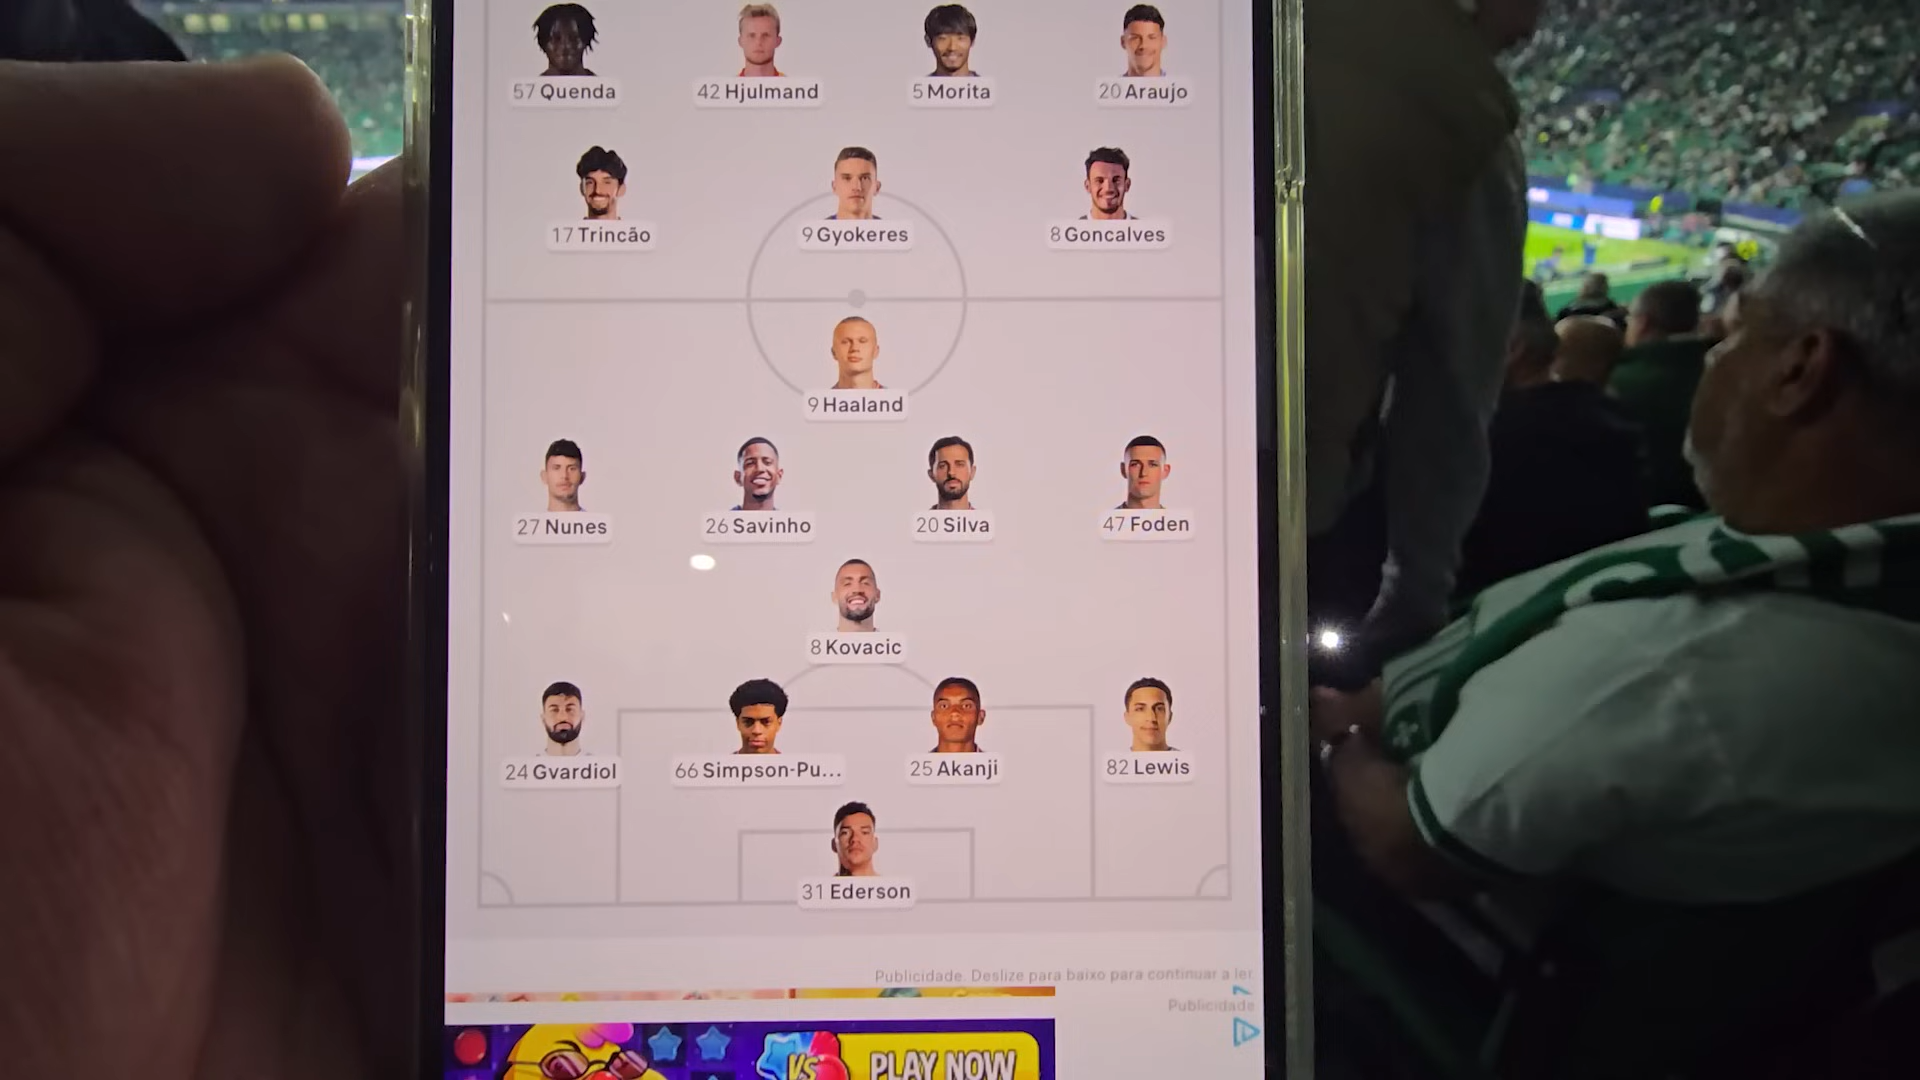 57 Quenda
42 Hjulmand
5 Morita
20 Araujo
17 Trincão
9 Gyokeres
8 Goncalves
9 Haaland
27 Nunes
26 Savinho
20 Silva
47 Foden
8 Kovacic
24 Gvardiol
66 Simpson-Pu...
25 Akanji
82 Lewis
31 Ederson
Publicidade. Deslize para baixo para continuar a ler.
Publicidade
VS
PLAY NOW